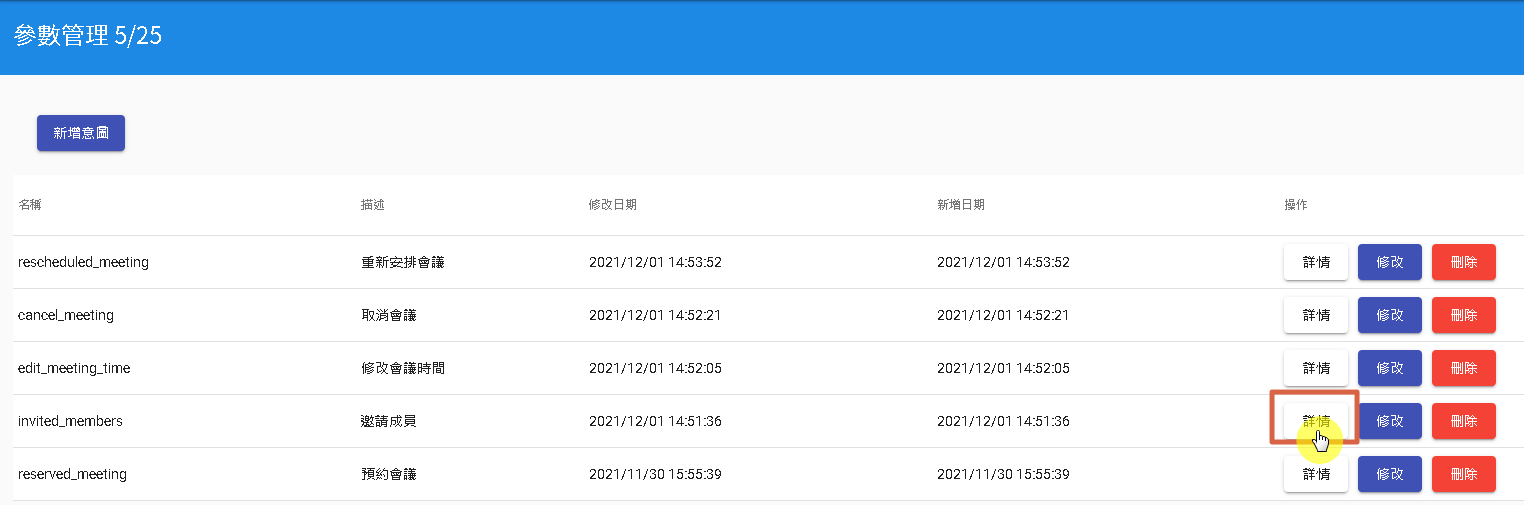 參數管理 5/25
新增意圖
名稱 描述 修改日期 新增日期 操作
rescheduled_meeting 重新安排會議 2021/12/01 14:53:52 2021/12/01 14:53:52 詳情 修改 刪除
cancel_meeting 取消會議 2021/12/01 14:52:21 2021/12/01 14:52:21 詳情 修改 刪除
edit_meeting_time 修改會議時間 2021/12/01 14:52:05 2021/12/01 14:52:05 詳情 修改 刪除
invited_members 邀請成員 2021/12/01 14:51:36 2021/12/01 14:51:36 詳情 修改 刪除
reserved_meeting 預約會議 2021/11/30 15:55:39 2021/11/30 15:55:39 詳情 修改 刪除